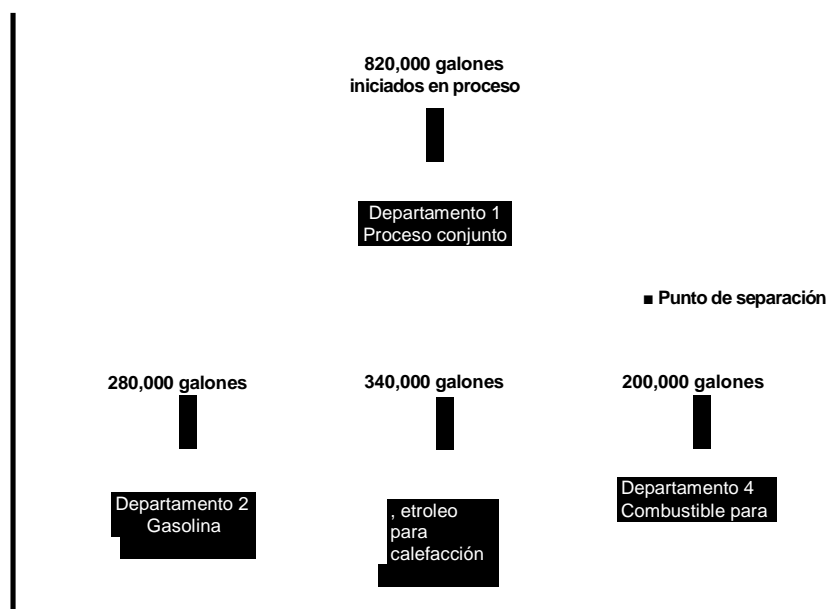 820,000 galones
iniciados en proceso
Departamento 1
Proceso conjunto
■ Punto de separación
280,000 galones
340,000 galones
200,000 galones
Departamento 2
Gasolina
, etroleo
para
calefacción
Departamento 4
Combustible para